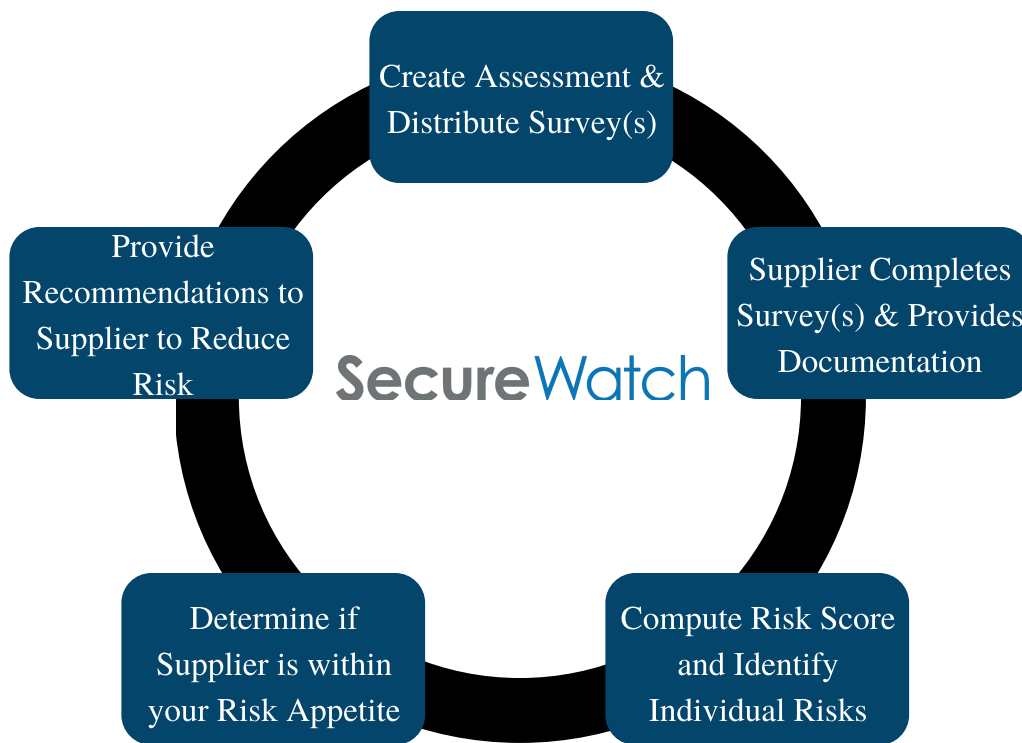 Create Assessment &
Distribute Survey(s)
Supplier Completes
Survey(s) & Provides
Documentation
Compute Risk Score
and Identify
Individual Risks
Determine if
Supplier is within
your Risk Appetite
Provide
Recommendations to
Supplier to Reduce
Risk
SecureWatch